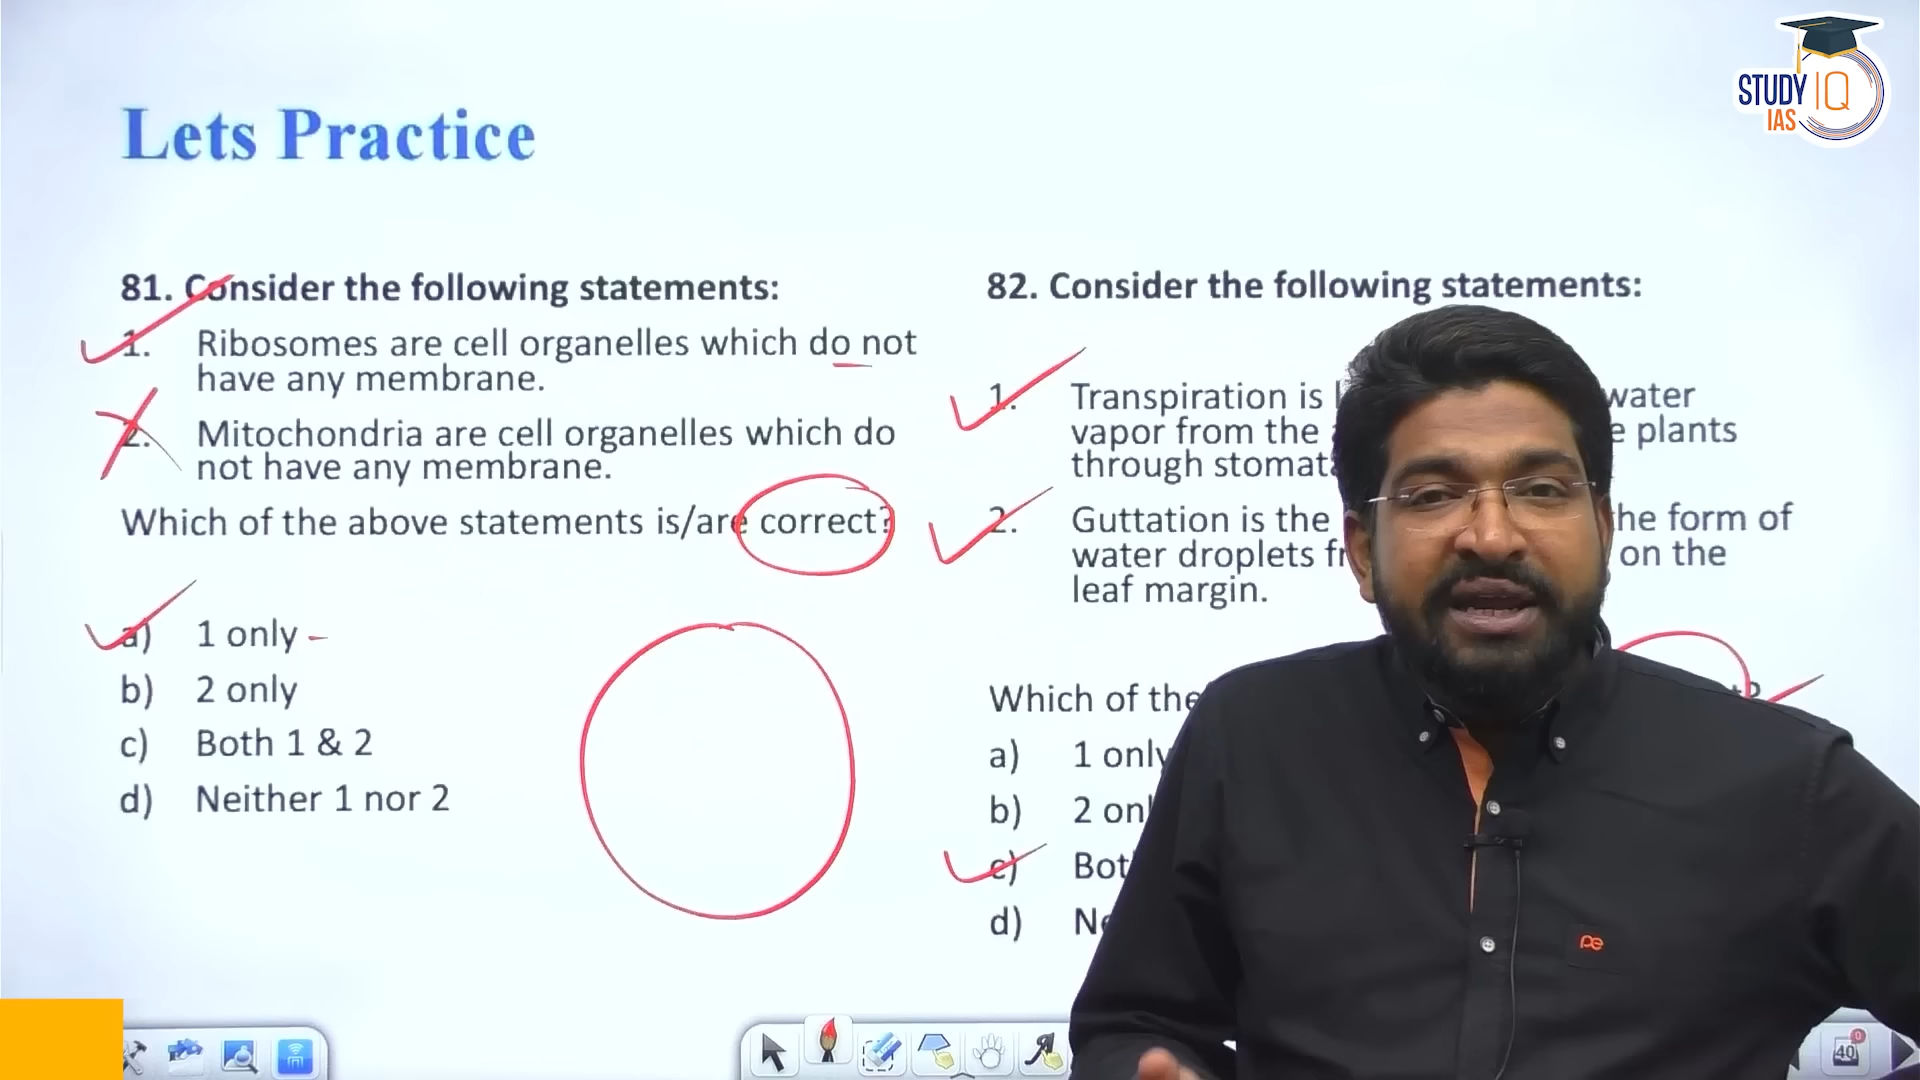 STUDY IQ
IAS
Lets Practice
81. Consider the following statements:
1. Ribosomes are cell organelles which do not
have any membrane.
2. Mitochondria are cell organelles which do
not have any membrane.
Which of the above statements is/are correct?
a) 1 only
b) 2 only
c) Both 1 & 2
d) Neither 1 nor 2
82. Consider the following statements:
1. Transpiration is water
vapor from the plants
through
2. Guttation is the the form of
water droplets on the
leaf margin.
Which of the
a) 1 only
b) 2
c)
d)
pe
40
0